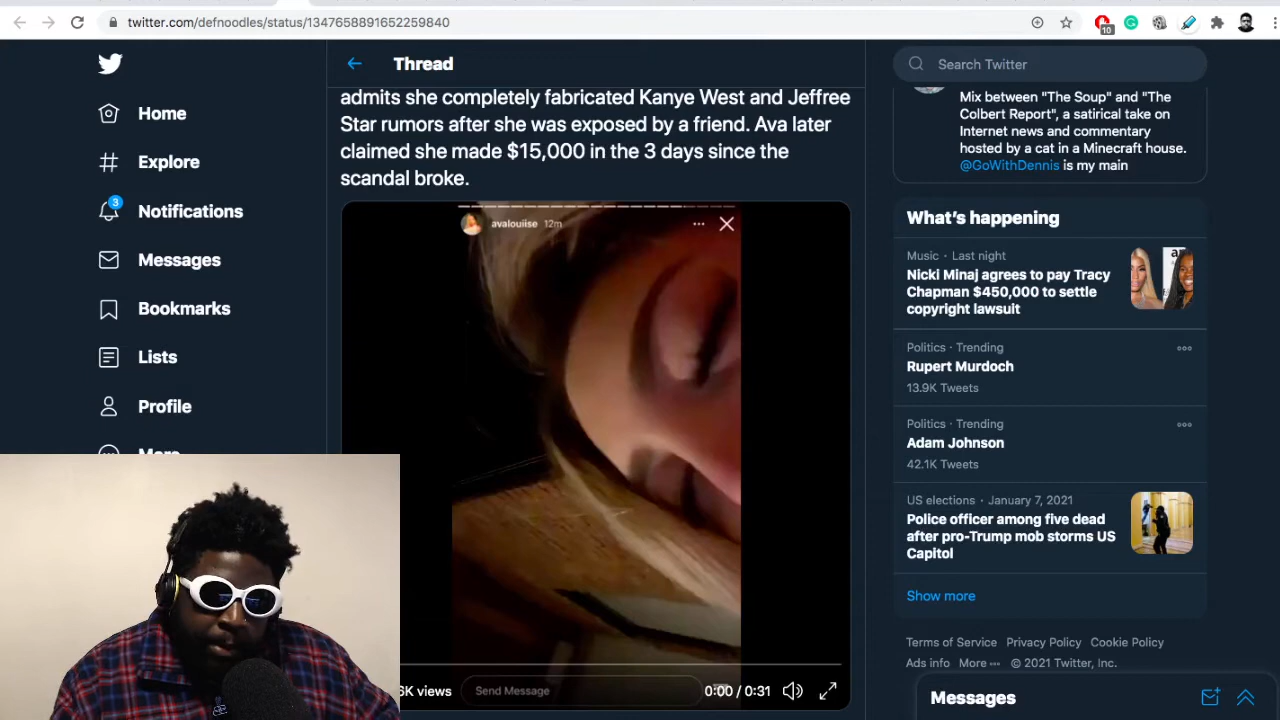 twitter.com/defnoodles/status/1347658891652259840
10
Home
Explore
3
Notifications
Messages
Bookmarks
Lists
Profile
More
Thread
admits she completely fabricated Kanye West and Jeffree
Star rumors after she was exposed by a friend. Ava later
claimed she made $15,000 in the 3 days since the
scandal broke.
avalouiise 12m
6K views
Send Message
0:00 / 0:31
Search Twitter
Mix between "The Soup" and "The
Colbert Report", a satirical take on
Internet news and commentary
hosted by a cat in a Minecraft house.
@GoWithDennis is my main
What's happening
Music · Last night
Nicki Minaj agrees to pay Tracy
Chapman $450,000 to settle
copyright lawsuit
Politics · Trending
Rupert Murdoch
13.9K Tweets
Politics · Trending
Adam Johnson
42.1K Tweets
US elections · January 7, 2021
Police officer among five dead
after pro-Trump mob storms US
Capitol
Show more
Terms of Service Privacy Policy Cookie Policy
Ads info More ··· © 2021 Twitter, Inc.
Messages